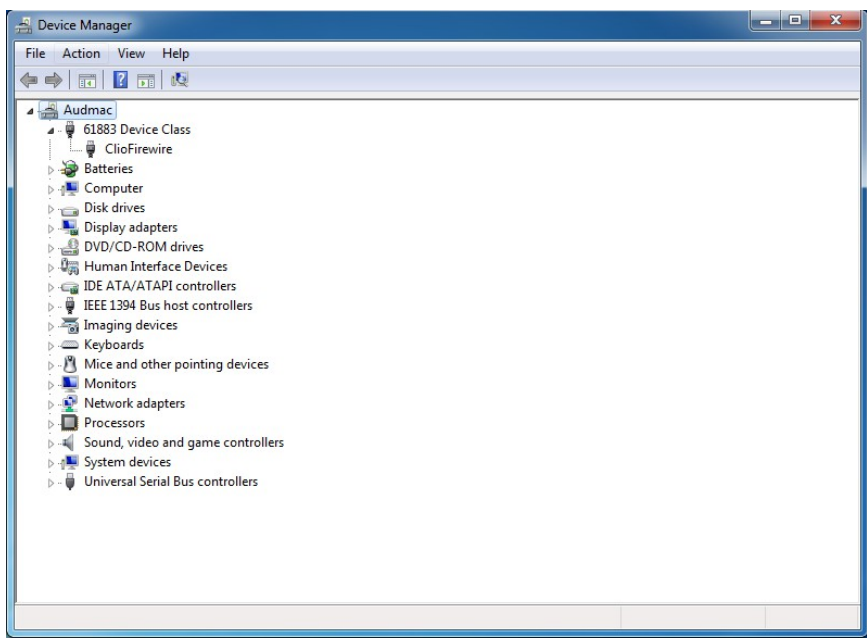 Device Manager
File Action View Help
Audmac
61883 Device Class
ClioFirewire
Batteries
Computer
Disk drives
Display adapters
DVD/CD-ROM drives
Human Interface Devices
IDE ATA/ATAPI controllers
IEEE 1394 Bus host controllers
Imaging devices
Keyboards
Mice and other pointing devices
Monitors
Network adapters
Processors
Sound, video and game controllers
System devices
Universal Serial Bus controllers